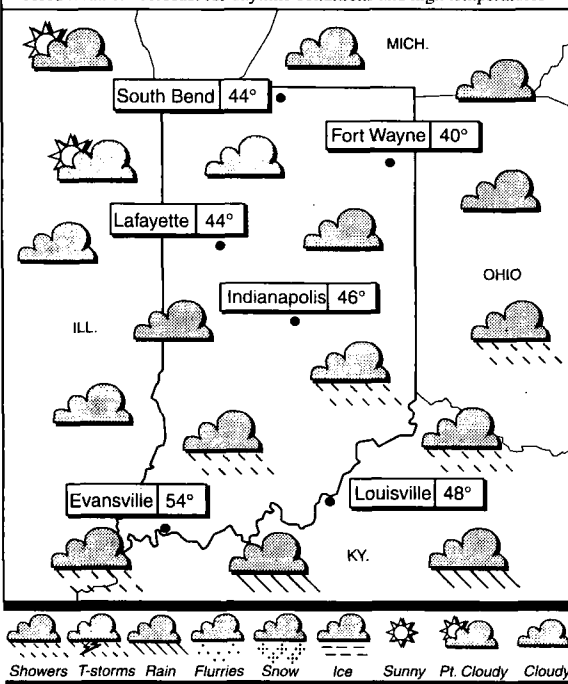 MICH.
South Bend 44°
Fort Wayne 40°
Lafayette 44°
OHIO
Indianapolis 46°
ILL.
Evansville 54°
Louisville 48°
KY.
Showers T-storms Rain Flurries Snow Ice Sunny Pt. Cloudy Cloudy